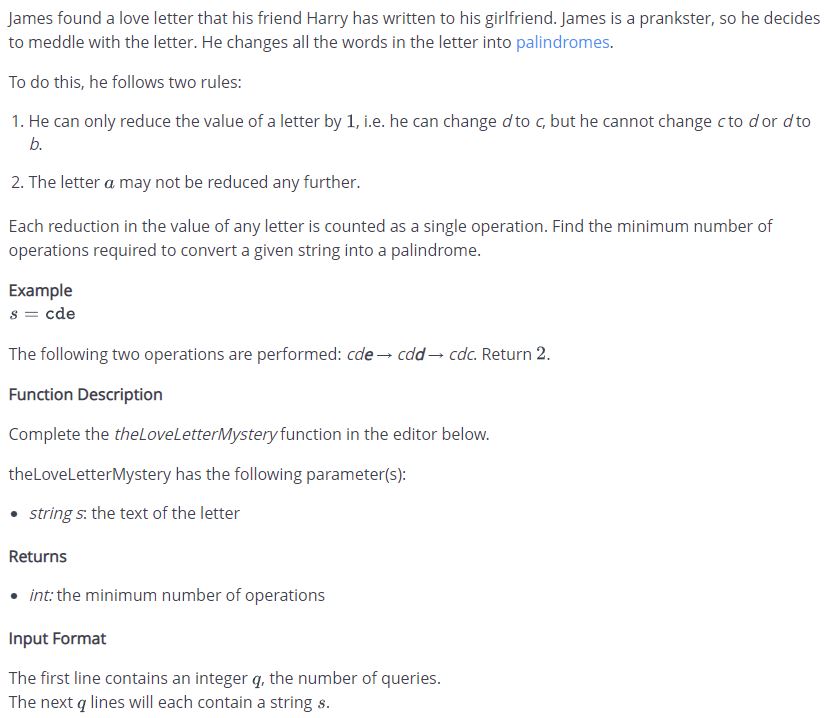 James found a love letter that his friend Harry has written to his girlfriend. James is a prankster, so he decides
to meddle with the letter. He changes all the words in the letter into palindromes.
To do this, he follows two rules:
1. He can only reduce the value of a letter by 1, i.e. he can change d to c, but he cannot change c to d or d to
b.
2. The letter a may not be reduced any further.
Each reduction in the value of any letter is counted as a single operation. Find the minimum number of
operations required to convert a given string into a palindrome.
Example
s = cde
The following two operations are performed: cde → cdd → cdc. Return 2.
Function Description
Complete the theLoveLetterMystery function in the editor below.
theLoveLetterMystery has the following parameter(s):
• string s: the text of the letter
Returns
• int: the minimum number of operations
Input Format
The first line contains an integer q, the number of queries.
The next q lines will each contain a string s.